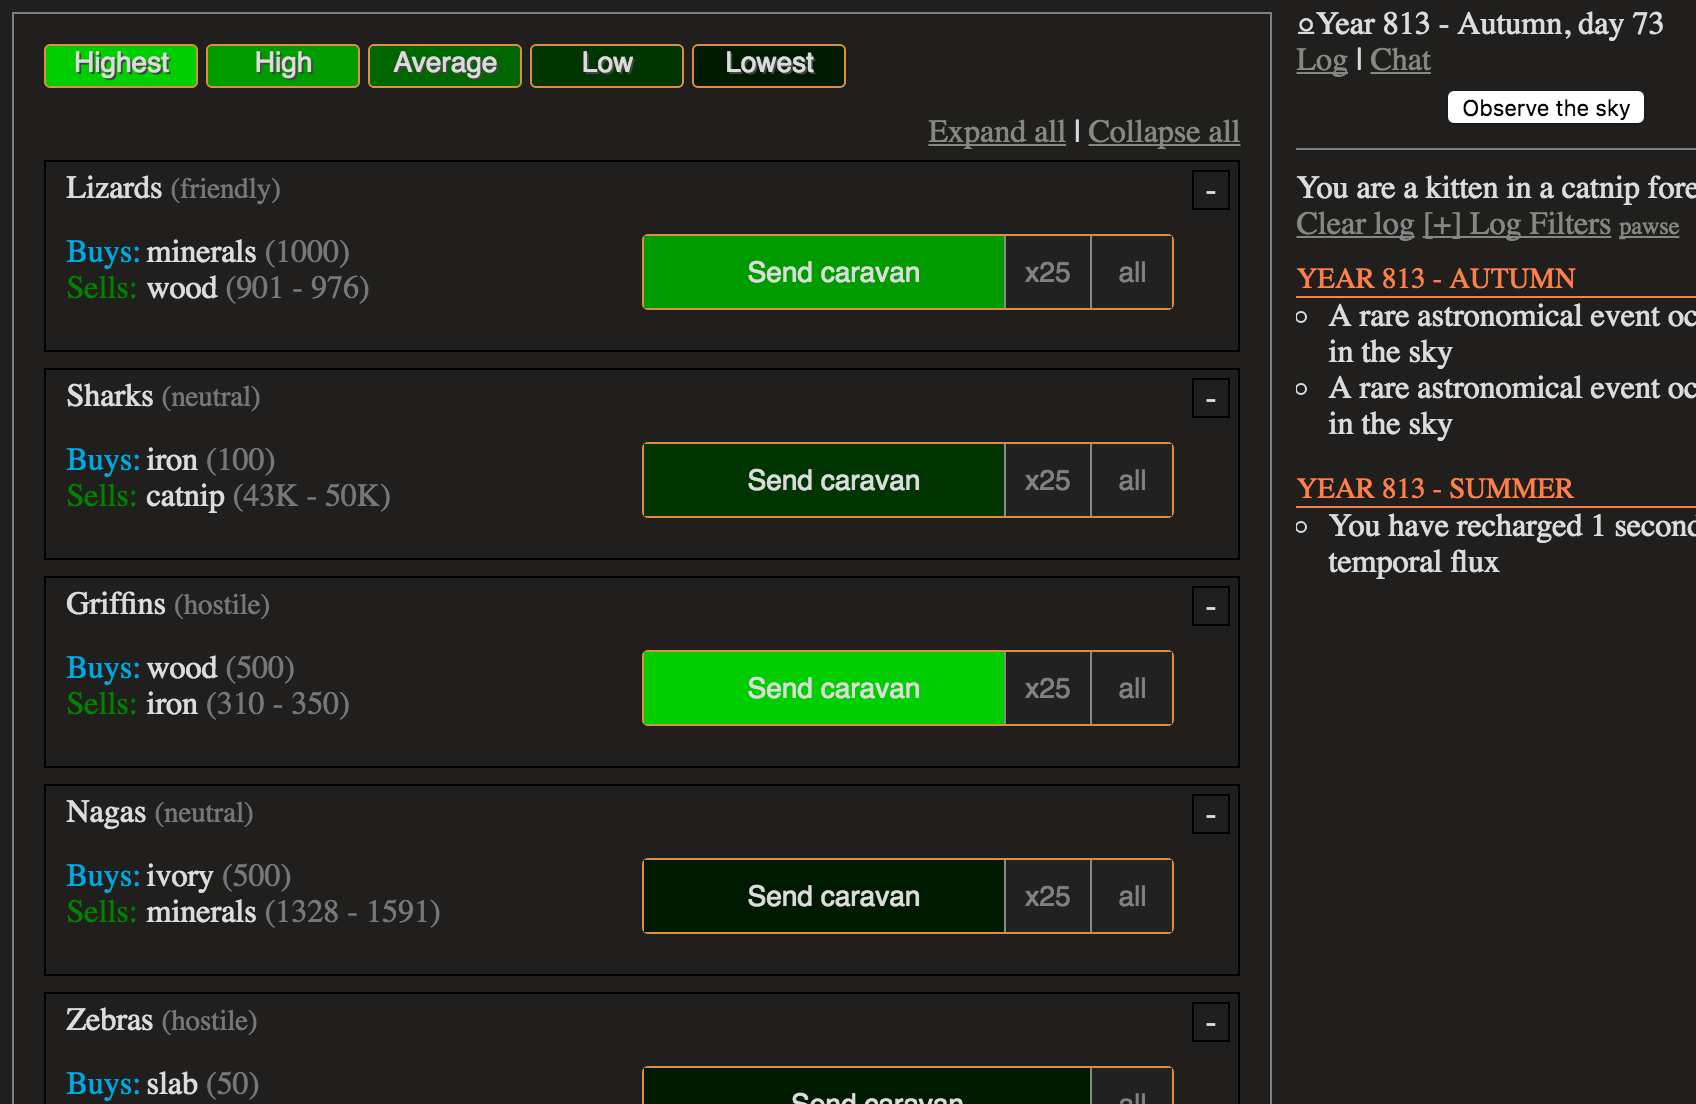 Highest High Average Low Lowest
Expand all | Collapse all
Lizards (friendly)
-
Buys: minerals (1000)
Sells: wood (901 - 976)
Send caravan x25 all
Sharks (neutral)
-
Buys: iron (100)
Sells: catnip (43K - 50K)
Send caravan x25 all
Griffins (hostile)
-
Buys: wood (500)
Sells: iron (310 - 350)
Send caravan x25 all
Nagas (neutral)
-
Buys: ivory (500)
Sells: minerals (1328 - 1591)
Send caravan x25 all
Zebras (hostile)
-
Buys: slab (50)
Send caravan all
Year 813 - Autumn, day 73
Log | Chat
Observe the sky
You are a kitten in a catnip fore
Clear log [+] Log Filters pawse
YEAR 813 - AUTUMN
A rare astronomical event oc
in the sky
A rare astronomical event oc
in the sky
YEAR 813 - SUMMER
You have recharged 1 second
temporal flux